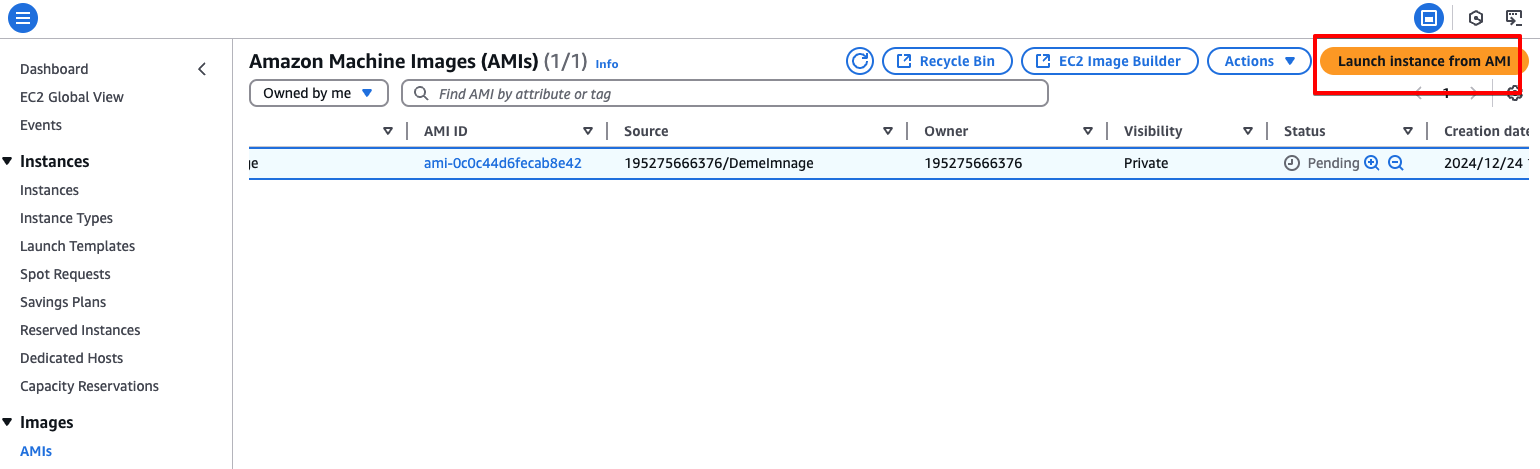 Dashboard
EC2 Global View
Events
Instances
Instances
Instance Types
Launch Templates
Spot Requests
Savings Plans
Reserved Instances
Dedicated Hosts
Capacity Reservations
Images
AMIs
Amazon Machine Images (AMIs) (1/1) Info
Recycle Bin
EC2 Image Builder
Actions
Launch instance from AMI
Owned by me
Find AMI by attribute or tag
1
AMI ID Source Owner Visibility Status Creation date
ami-0c0c44d6fecab8e42 195275666376/DemeImnage 195275666376 Private Pending 2024/12/24